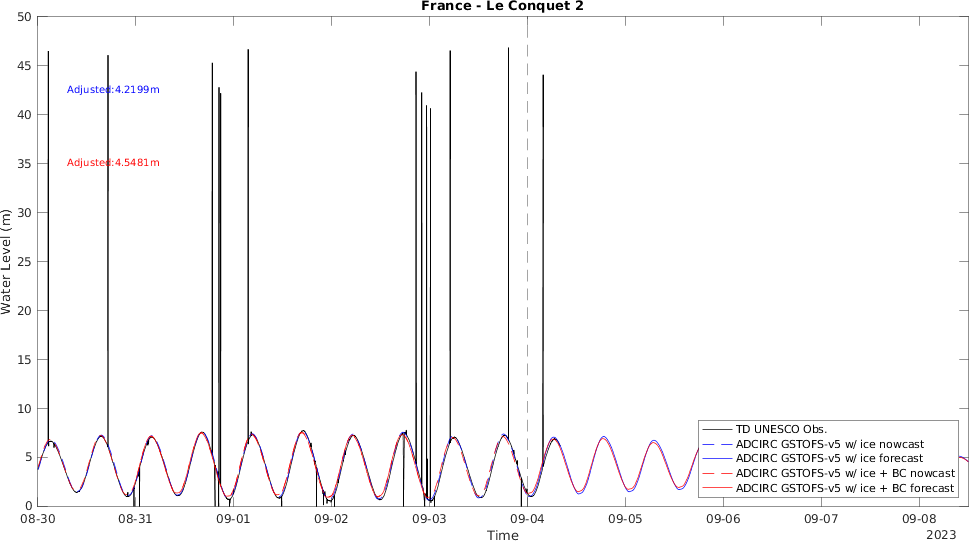 France - Le Conquet 2
50
45
40
35
30
25
20
15
10
5
0
Water Level (m)
Adjusted:4.2199m
Adjusted:4.5481m
TD UNESCO Obs.
ADCIRC GSTOFS-v5 w/ ice nowcast
ADCIRC GSTOFS-v5 w/ ice forecast
ADCIRC GSTOFS-v5 w/ ice + BC nowcast
ADCIRC GSTOFS-v5 w/ ice + BC forecast
08-30 08-31 09-01 09-02 09-03 09-04 09-05 09-06 09-07 09-08
Time
2023